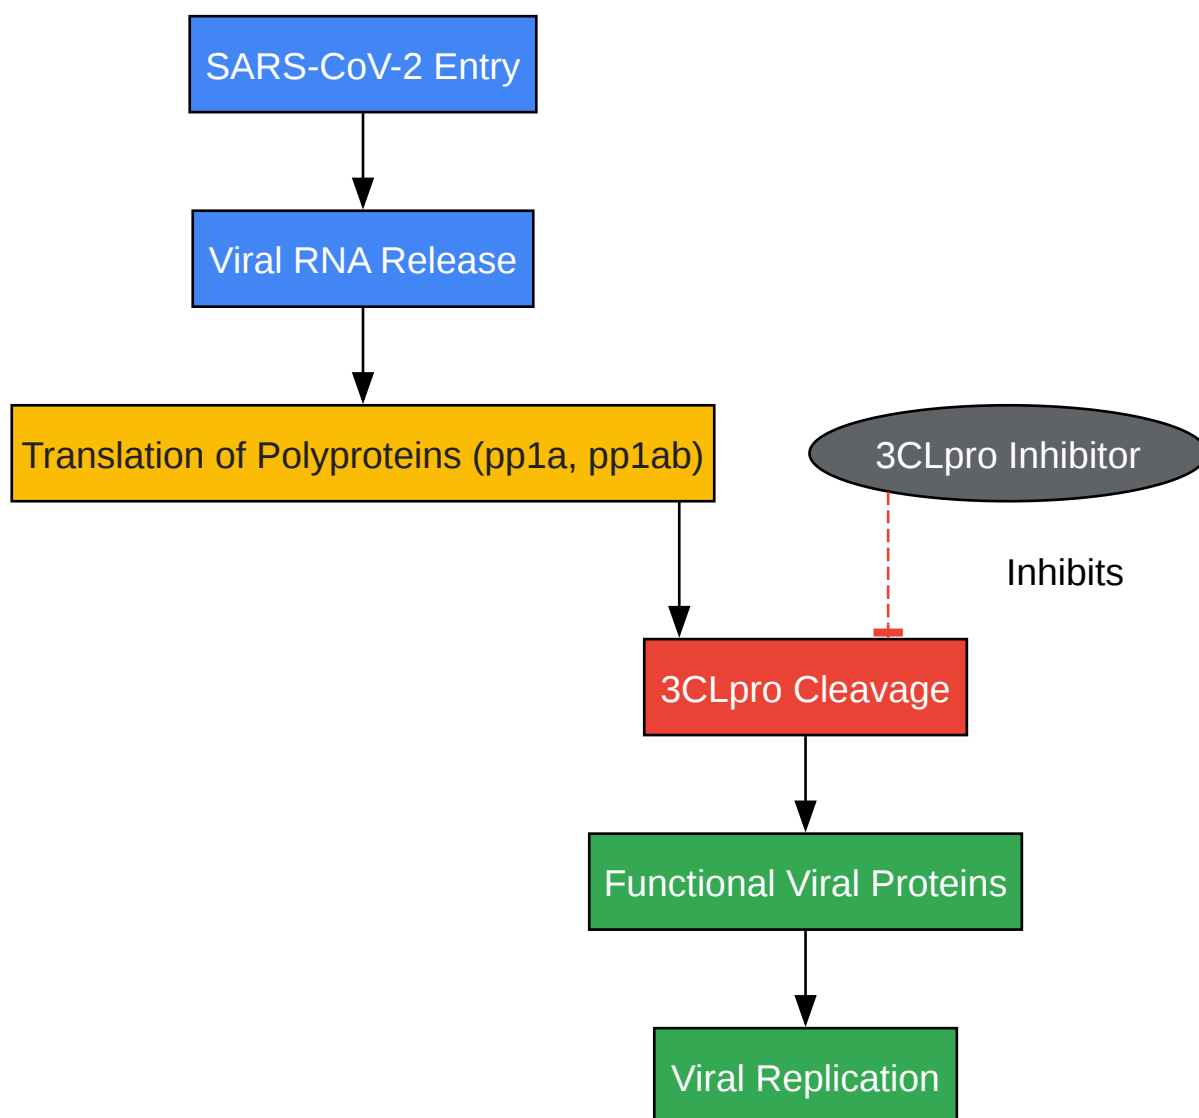 SARS-CoV-2 Entry
Viral RNA Release
Translation of Polyproteins (pp1a, pp1ab)
3CLpro Inhibitor
Inhibits
3CLpro Cleavage
Functional Viral Proteins
Viral Replication